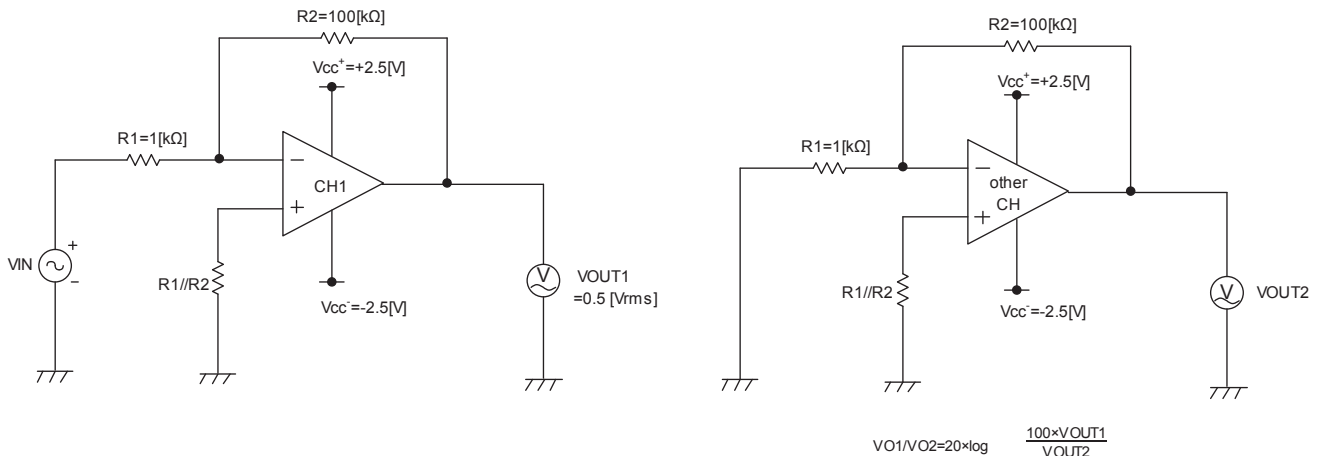 R2=100[kΩ]
Vcc⁺=+2.5[V]
R1=1[kΩ]
−
CH1
+
VIN
+
−
R1//R2
Vcc⁻=-2.5[V]
V
VOUT1
=0.5 [Vrms]
R2=100[kΩ]
Vcc⁺=+2.5[V]
R1=1[kΩ]
−
other
CH
+
R1//R2
Vcc⁻=-2.5[V]
V
VOUT2
VO1/VO2=20×log 100×VOUT1
VOUT2